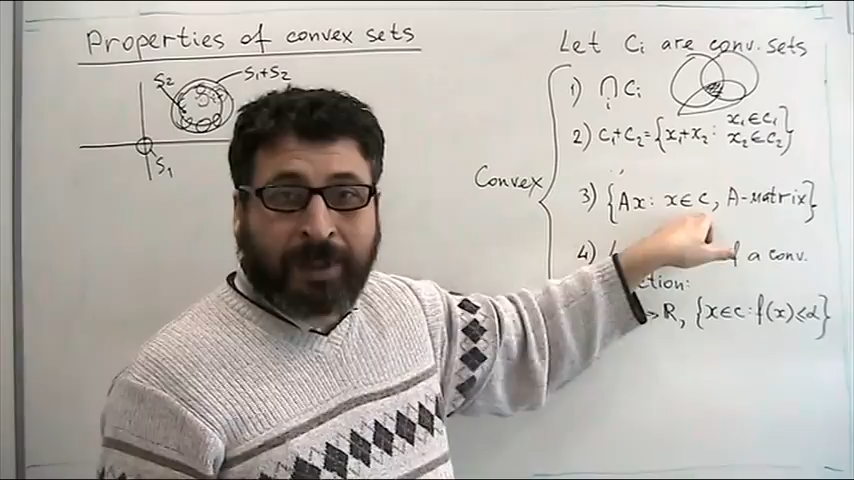 Properties of convex sets
S2
S1+S2
S1
Let Ci are conv. sets
Convex
1) ∩ Ci
i
2) C1+C2={x1+x2: x1∈C1
x2∈C2}
3) {Ax: x∈C, A-matrix}
4) a conv.
ction:
R, {x∈C: f(x)≤α}